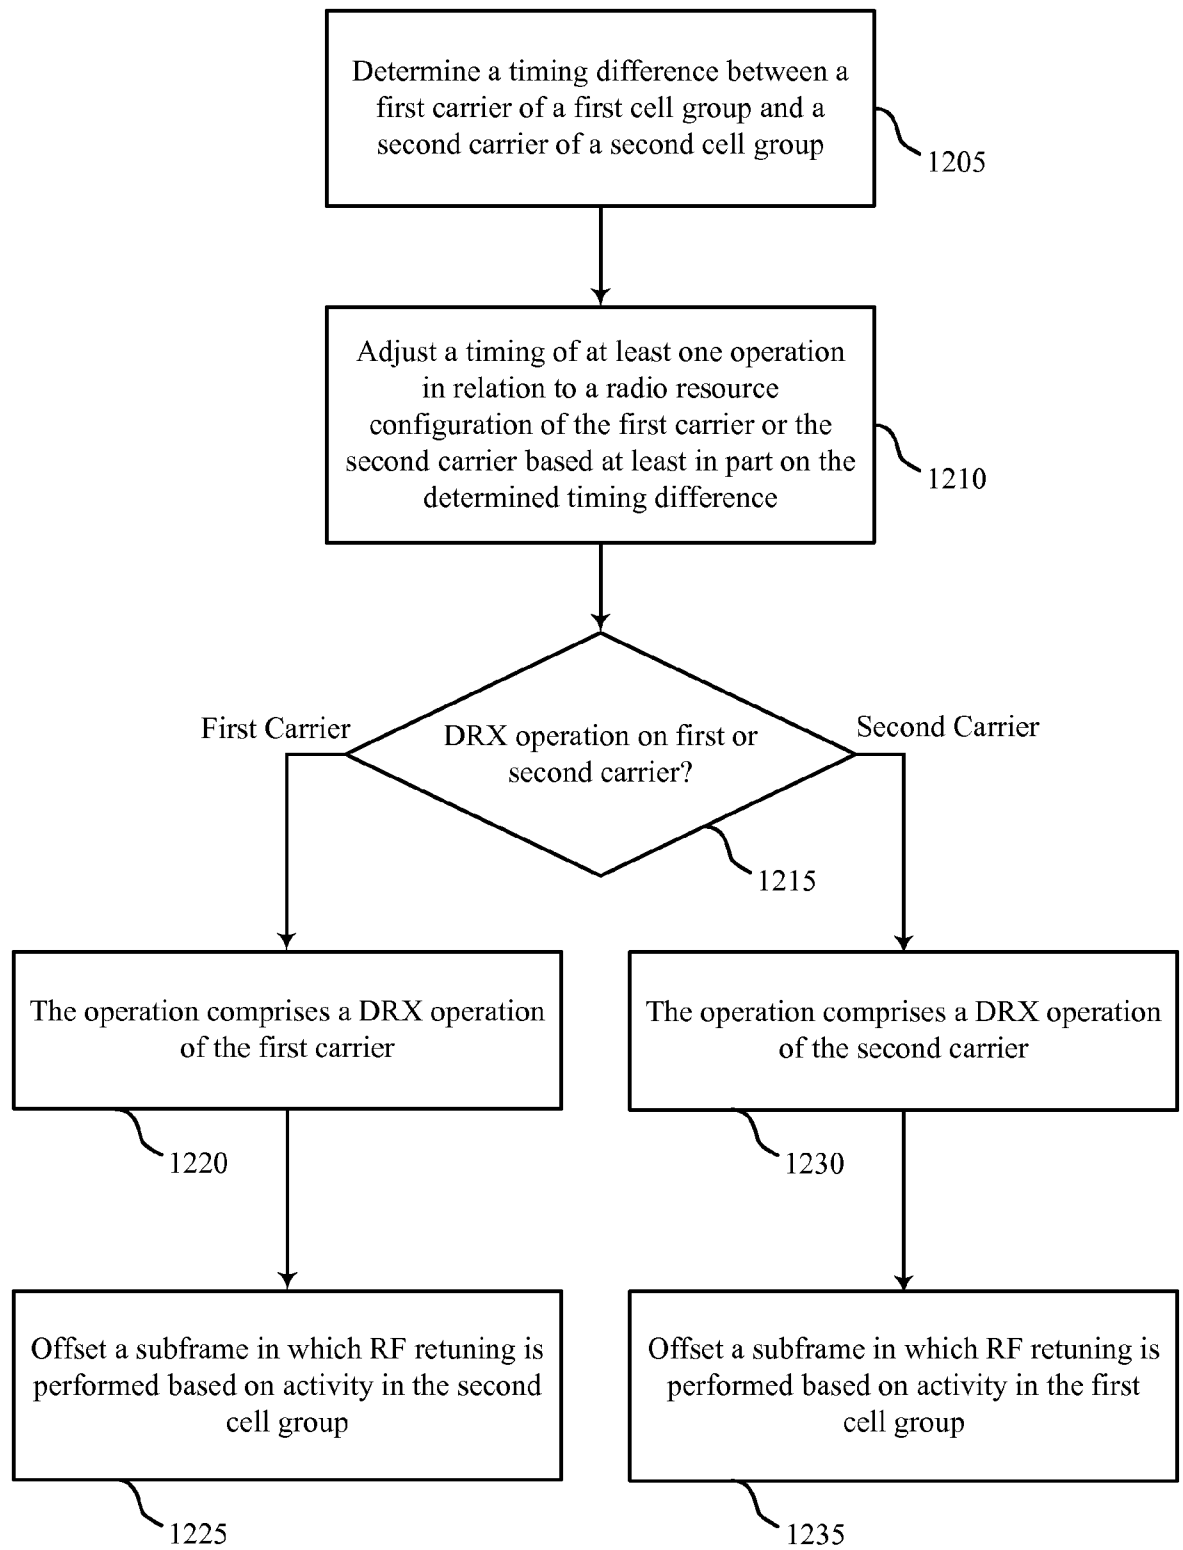 Determine a timing difference between a
first carrier of a first cell group and a
second carrier of a second cell group
1205
Adjust a timing of at least one operation
in relation to a radio resource
configuration of the first carrier or the
second carrier based at least in part on the
determined timing difference
1210
First Carrier
DRX operation on first or
second carrier?
Second Carrier
1215
The operation comprises a DRX operation
of the first carrier
1220
The operation comprises a DRX operation
of the second carrier
1230
Offset a subframe in which RF retuning is
performed based on activity in the second
cell group
1225
Offset a subframe in which RF retuning is
performed based on activity in the first
cell group
1235